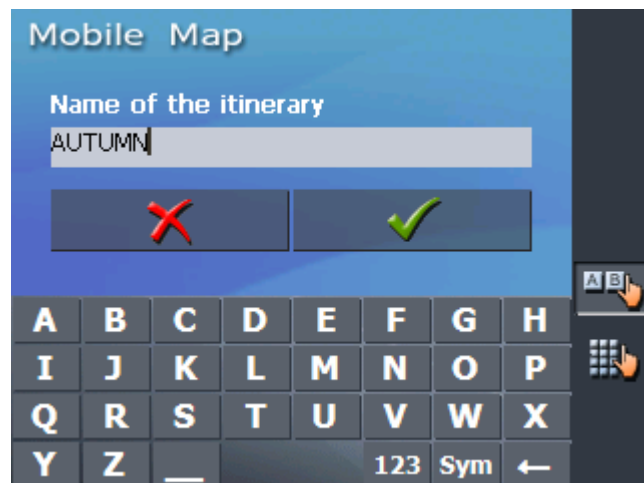 Mobile Map
Name of the itinerary
AUTUMN
A B
A B C D E F G H
I J K L M N O P
Q R S T U V W X
Y Z _ 123 Sym ←